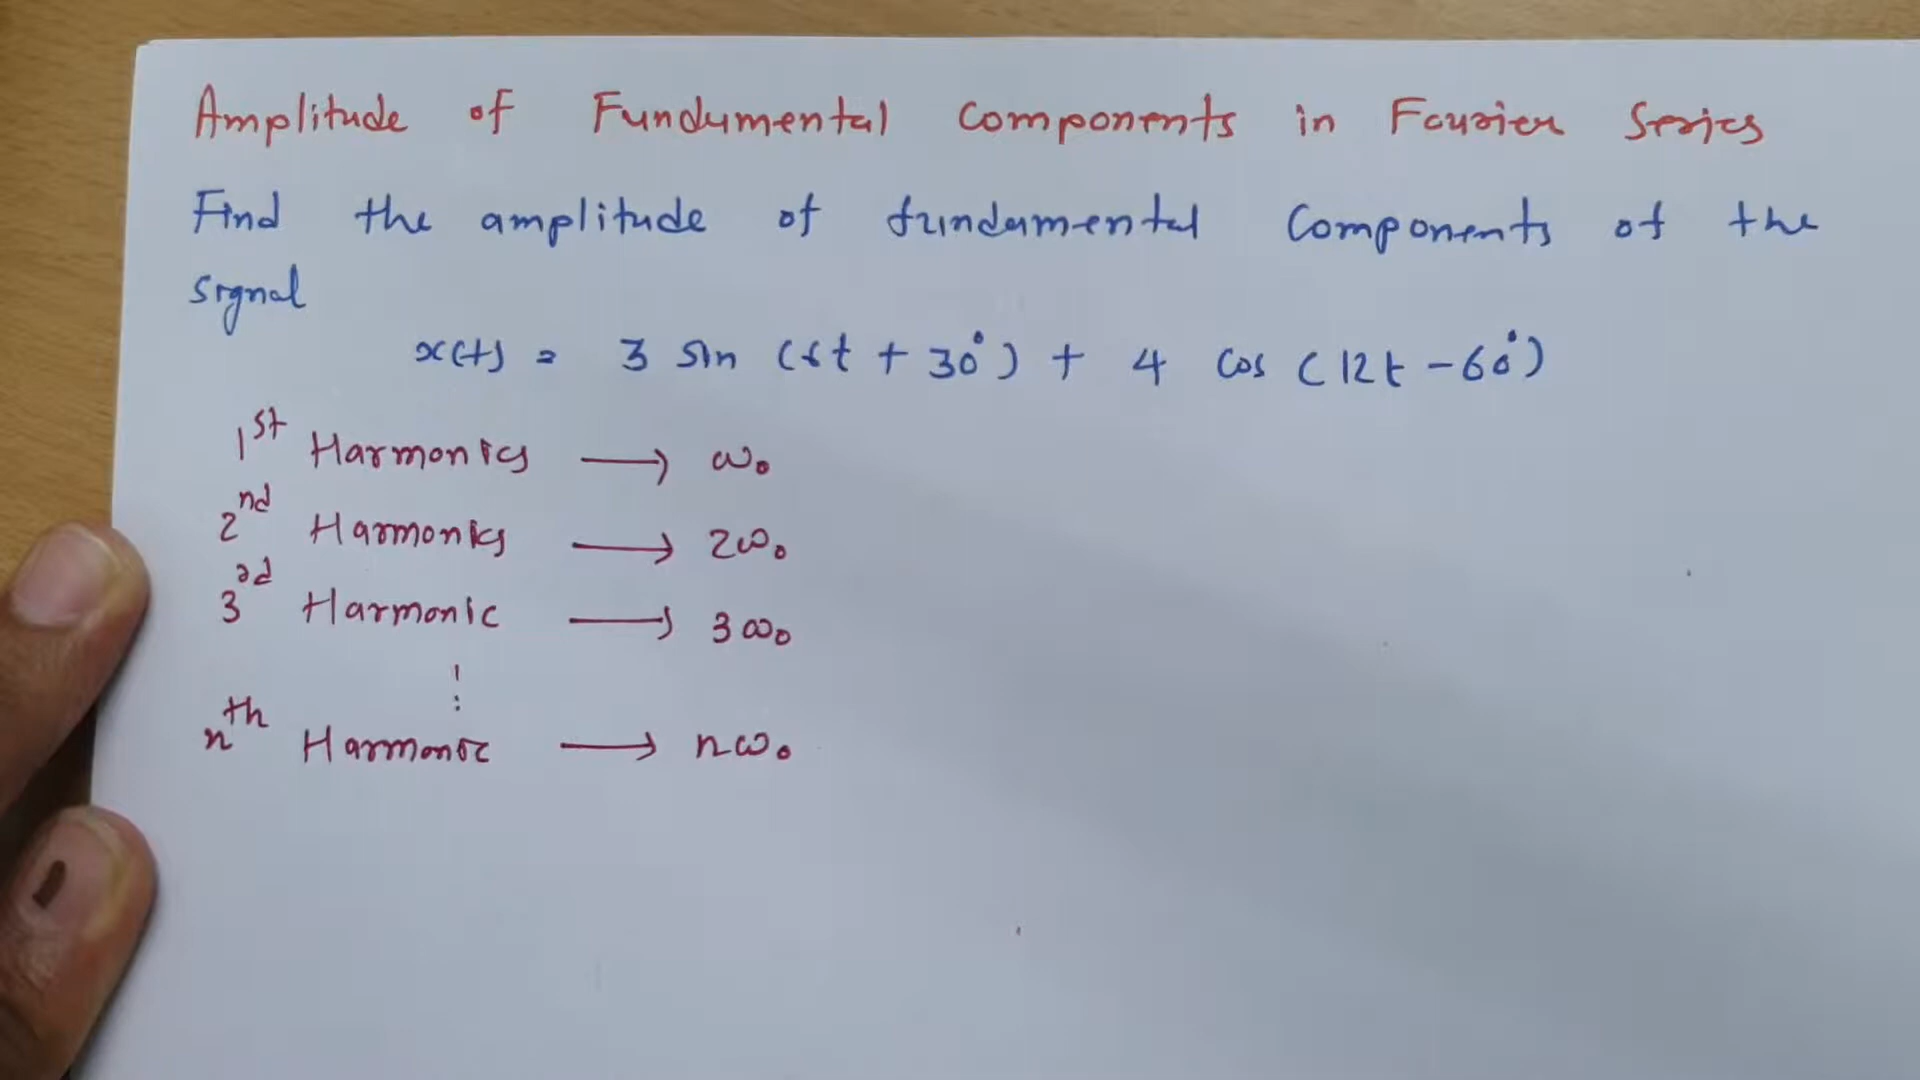 Amplitude of Fundamental Components in Fourier Series
Find the amplitude of fundamental Components of the
signal
x(t) = 3 sin (6t + 30°) + 4 cos (12t - 60°)
1st Harmonics → ω₀
2nd Harmonics → 2ω₀
3rd Harmonic → 3ω₀
⋮
nth Harmonic → nω₀